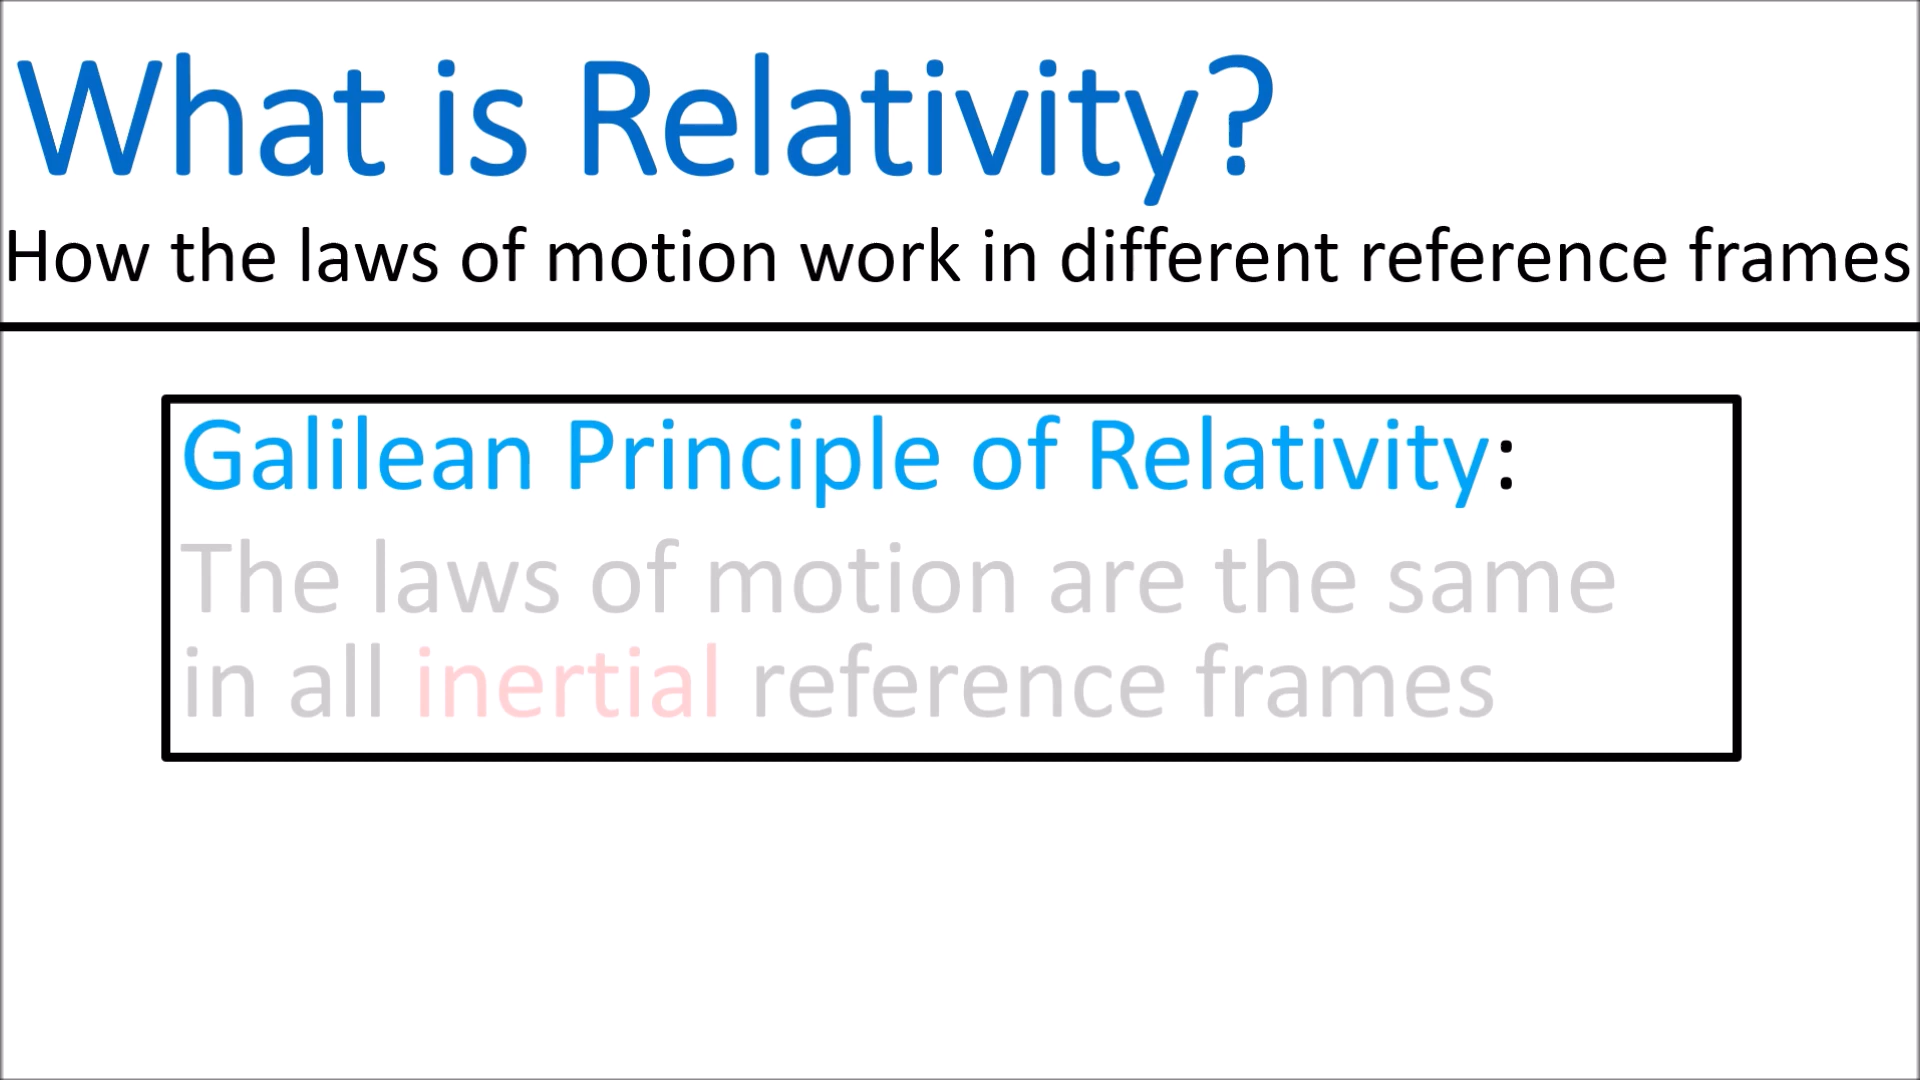 What is Relativity?
How the laws of motion work in different reference frames
Galilean Principle of Relativity:
The laws of motion are the same
in all inertial reference frames